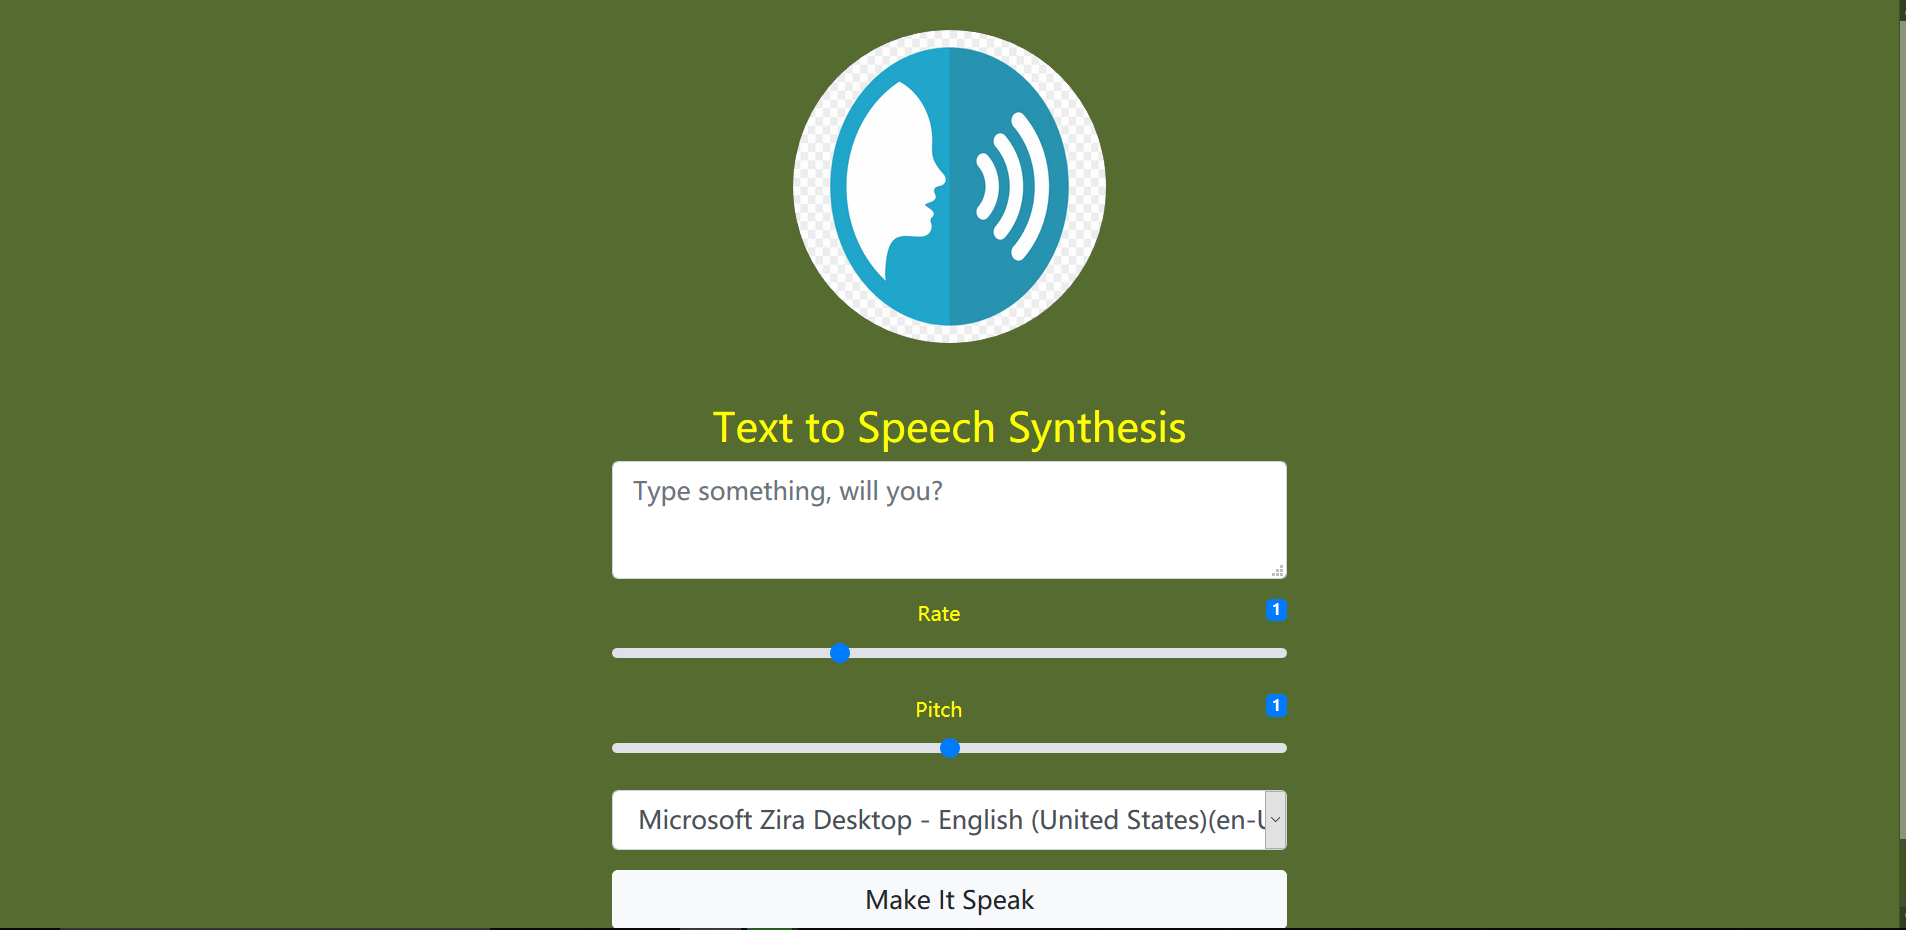 Text to Speech Synthesis
Type something, will you?
Rate 1
Pitch 1
Microsoft Zira Desktop - English (United States)(en-U
Make It Speak